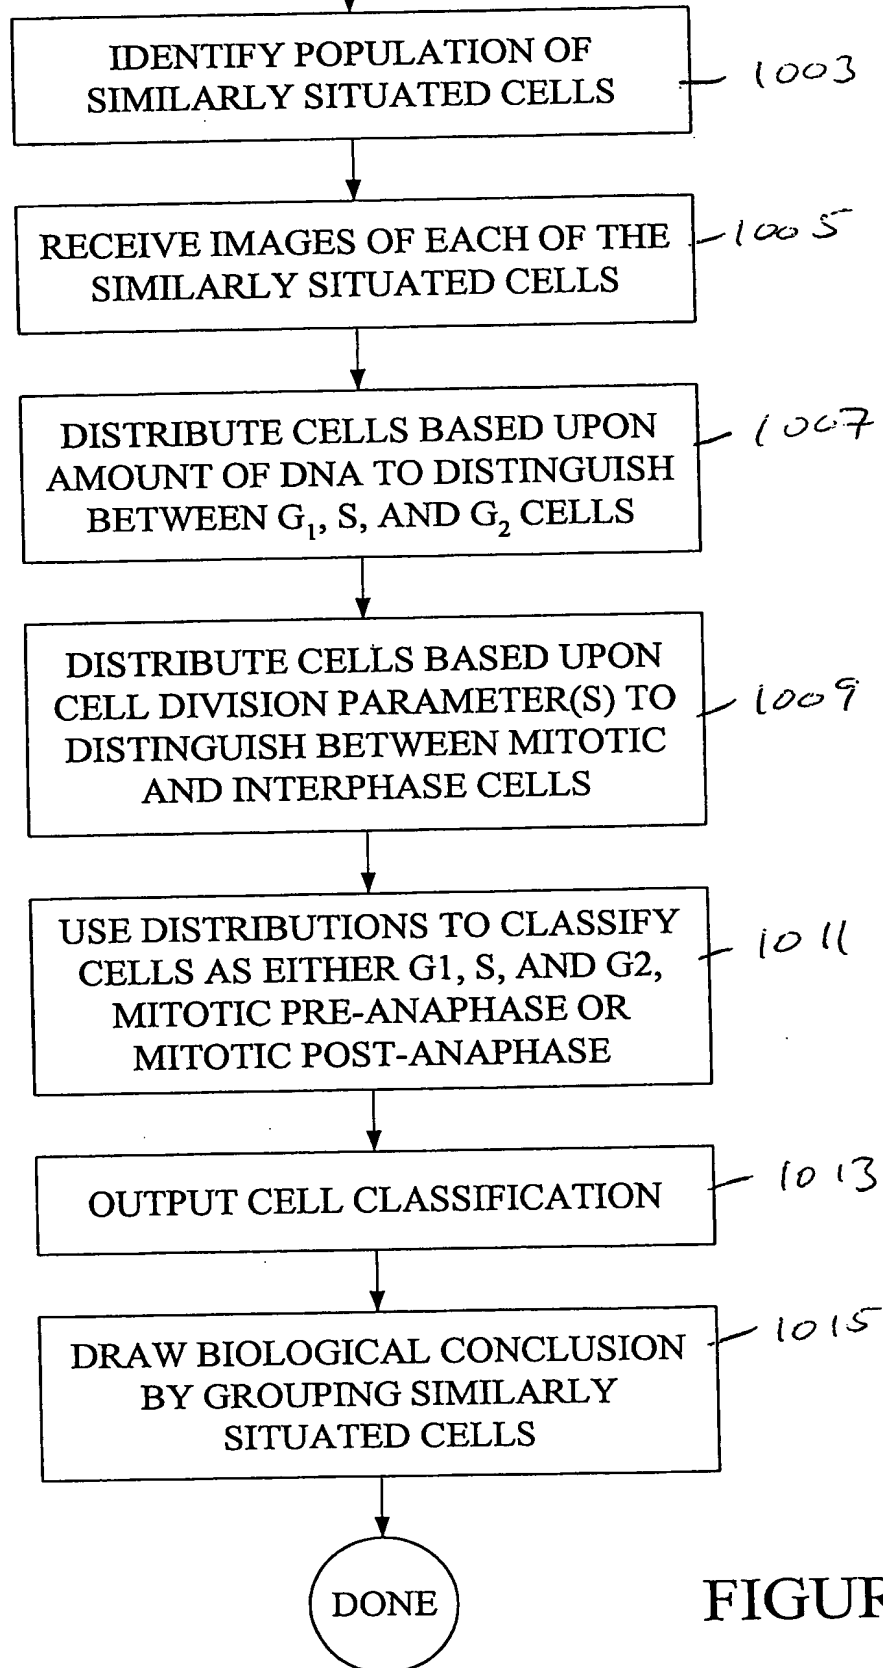 IDENTIFY POPULATION OF
SIMILARLY SITUATED CELLS
1003
RECEIVE IMAGES OF EACH OF THE
SIMILARLY SITUATED CELLS
1005
DISTRIBUTE CELLS BASED UPON
AMOUNT OF DNA TO DISTINGUISH
BETWEEN G₁, S, AND G₂ CELLS
1007
DISTRIBUTE CELLS BASED UPON
CELL DIVISION PARAMETER(S) TO
DISTINGUISH BETWEEN MITOTIC
AND INTERPHASE CELLS
1009
USE DISTRIBUTIONS TO CLASSIFY
CELLS AS EITHER G1, S, AND G2,
MITOTIC PRE-ANAPHASE OR
MITOTIC POST-ANAPHASE
1011
OUTPUT CELL CLASSIFICATION
1013
DRAW BIOLOGICAL CONCLUSION
BY GROUPING SIMILARLY
SITUATED CELLS
1015
DONE
FIGUR